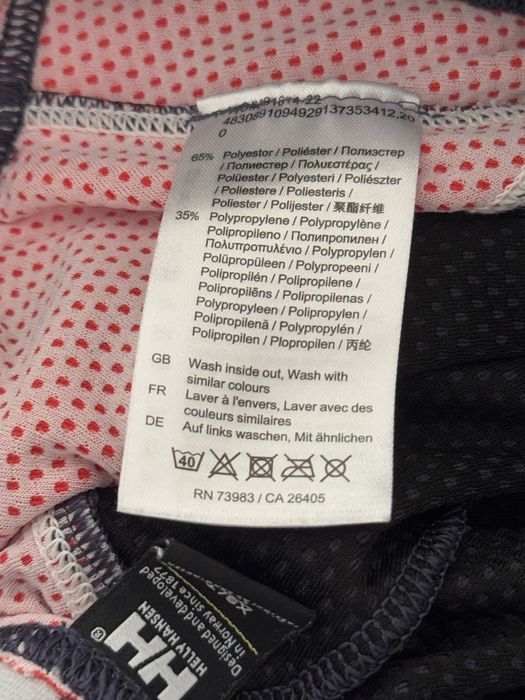 483089109492913 7353412.20
0
65% Polyester / Poliéster / Полиэстер
/ Полиестер / Πολυεστέρας /
Polüester / Polyesteri / Poliészter
/ Poliestere / Poliesteris /
Poliester / Polijester / 聚酯纤维
35% Polypropylene / Polypropylène /
Polipropileno / Полипропилен /
Πολυπροπυλένιο / Polypropylen /
Polüpropüleen / Polypropeeni /
Polipropilén / Polipropilene /
Polipropilēns / Polipropilenas /
Polypropyleen / Polipropylen /
Polipropilenă / Polypropylén /
Polipropilen / Plopropilen / 丙纶
GB Wash inside out, Wash with
similar colours
FR Laver à l'envers, Laver avec des
couleurs similaires
DE Auf links waschen, Mit ähnlichen
40
RN 73983 / CA 26405
HH
HELLY HANSEN
®
Designed and developed
in Norway since 1877